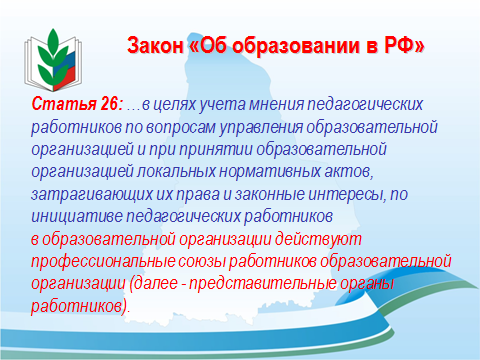 Закон «Об образовании в РФ»
Статья 26: …в целях учета мнения педагогических
работников по вопросам управления образовательной
организацией и при принятии образовательной
организацией локальных нормативных актов,
затрагивающих их права и законные интересы, по
инициативе педагогических работников
в образовательной организации действуют
профессиональные союзы работников образовательной
организации (далее - представительные органы
работников).